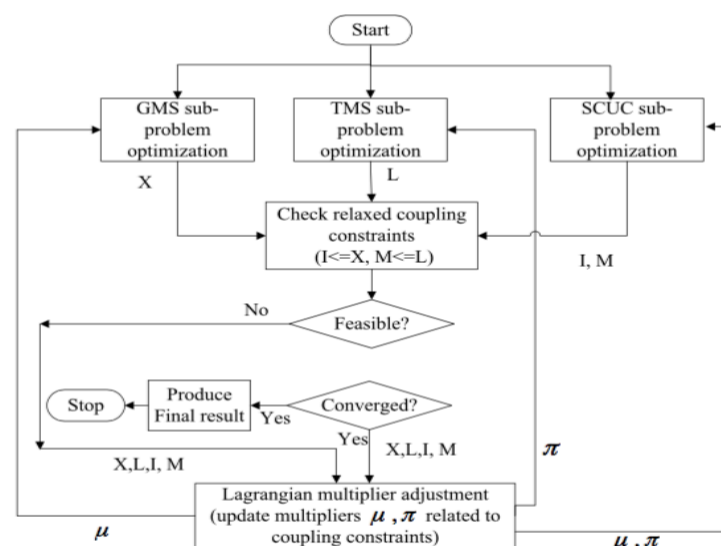 Start
GMS sub-
problem
optimization
TMS sub-
problem
optimization
SCUC sub-
problem
optimization
X
L
Check relaxed coupling
constraints
(I<=X, M<=L)
I, M
No
Feasible?
Stop
Produce
Final result
Yes
Converged?
Yes
X,L,I, M
X,L,I, M
π
Lagrangian multiplier adjustment
(update multipliers μ , π related to
coupling constraints)
μ
μ , π